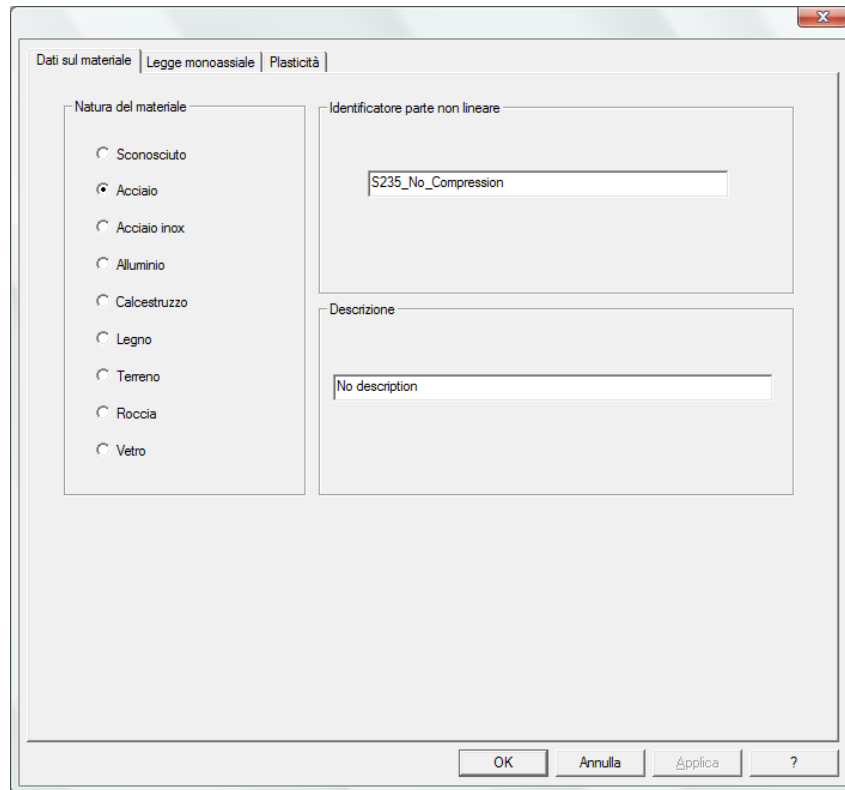 Dati sul materiale
Legge monoassiale
Plasticità
Natura del materiale
Sconosciuto
Acciaio
Acciaio inox
Alluminio
Calcestruzzo
Legno
Terreno
Roccia
Vetro
Identificatore parte non lineare
S235_No_Compression
Descrizione
No description
OK
Annulla
Applica
?